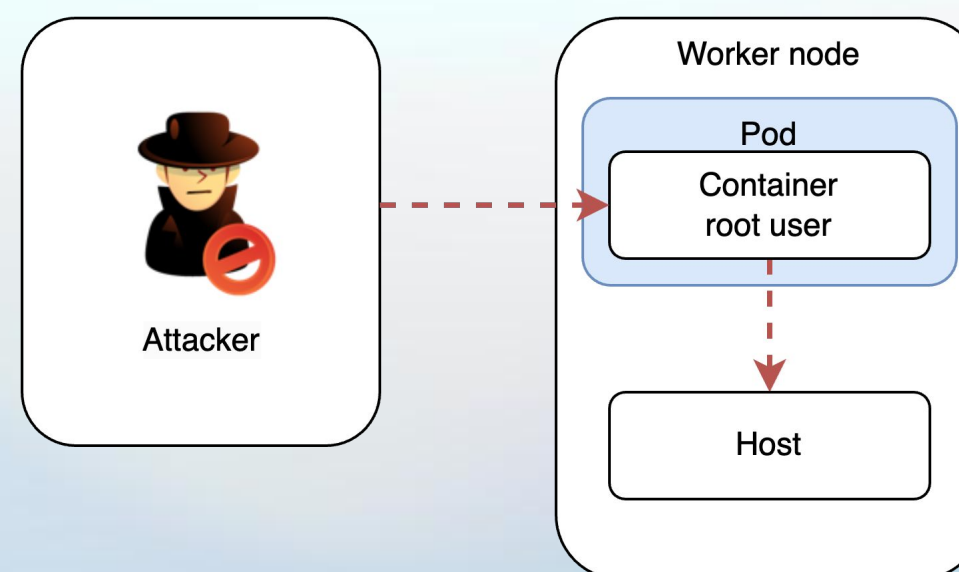 Attacker
Worker node
Pod
Container
root user
Host